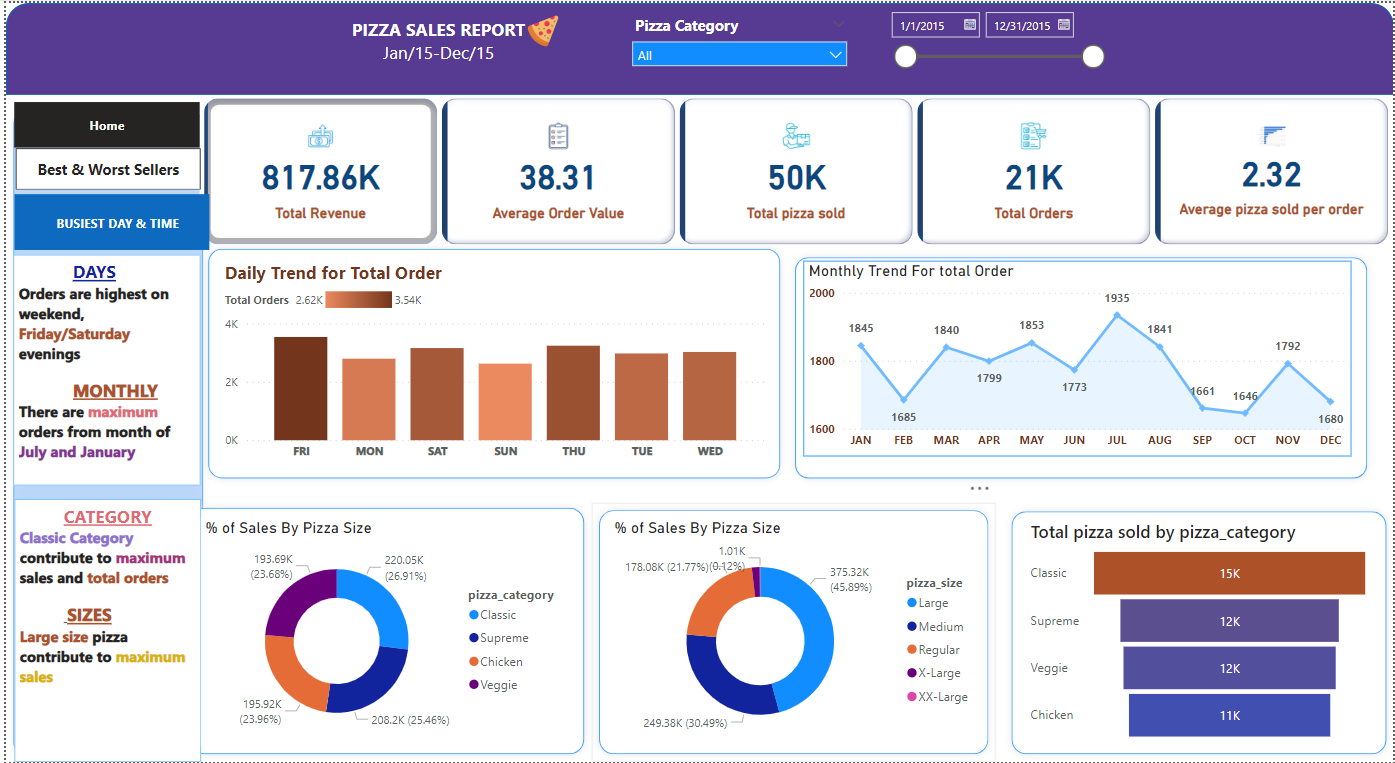 PIZZA SALES REPORT
Jan/15-Dec/15
Pizza Category
All
1/1/2015
12/31/2015
Home
Best & Worst Sellers
BUSIEST DAY & TIME
817.86K
Total Revenue
38.31
Average Order Value
50K
Total pizza sold
21K
Total Orders
2.32
Average pizza sold per order
DAYS
Orders are highest on
weekend,
Friday/Saturday
evenings
MONTHLY
There are maximum
orders from month of
July and January
CATEGORY
Classic Category
contribute to maximum
sales and total orders
SIZES
Large size pizza
contribute to maximum
sales
Daily Trend for Total Order
Total Orders 2.62K 3.54K
4K
2K
0K
FRI MON SAT SUN THU TUE WED
Monthly Trend For total Order
2000
1800
1600
1845 1685 1840 1799 1853 1773 1935 1841 1661 1646 1792 1680
JAN FEB MAR APR MAY JUN JUL AUG SEP OCT NOV DEC
% of Sales By Pizza Size
193.69K
(23.68%)
220.05K
(26.91%)
195.92K
(23.96%)
208.2K (25.46%)
pizza_category
Classic
Supreme
Chicken
Veggie
% of Sales By Pizza Size
1.01K
(0.12%)
178.08K (21.77%)
375.32K
(45.89%)
249.38K (30.49%)
pizza_size
Large
Medium
Regular
X-Large
XX-Large
Total pizza sold by pizza_category
Classic 15K
Supreme 12K
Veggie 12K
Chicken 11K